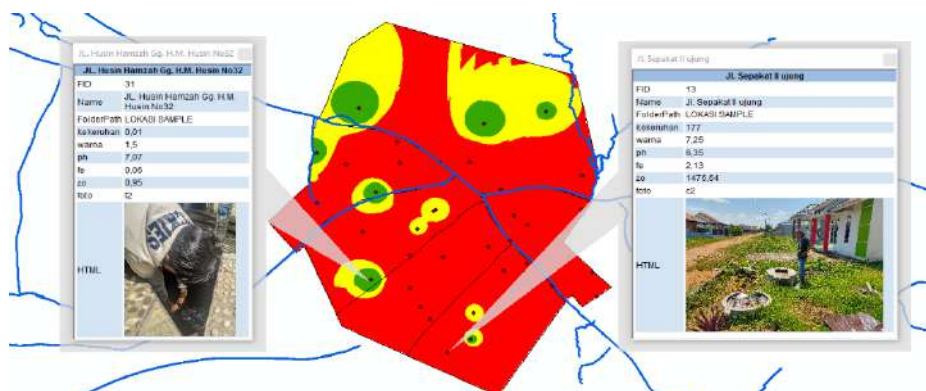 JL. Husin Hamzah Gg. H.M. Husin No32
JL. Husin Hamzah Gg. H.M. Husin No32
FID 31
Name JL. Husin Hamzah Gg. H.M.
Husin No32
FolderPath LOKASI SAMPLE
kekeruhan 0,01
warna 1,5
ph 7,07
fe 0,06
zo 0,95
foto t2
HTML
Jl. Sepakat II ujung
Jl. Sepakat II ujung
FID 13
Name Jl. Sepakat II ujung
FolderPath LOKASI SAMPLE
kekeruhan 177
warna 7,25
ph 6,35
fe 2,13
zo 1475,64
foto c2
HTML